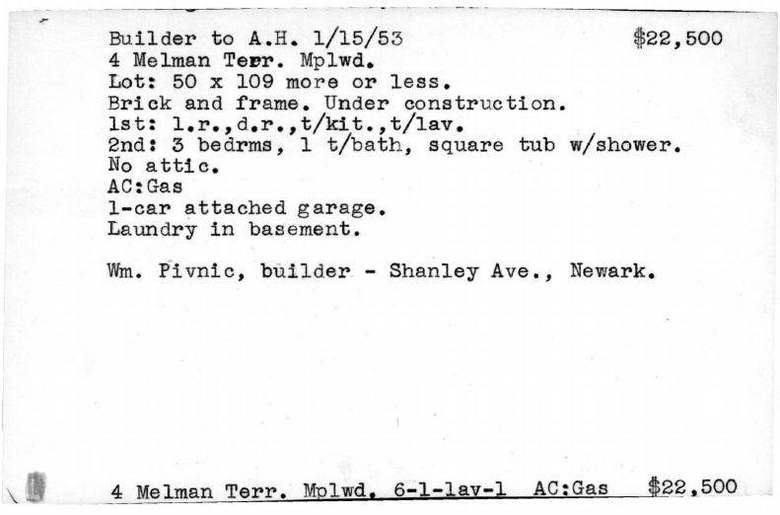 Builder to A.H. 1/15/53 $22,500
4 Melman Terr. Mplwd.
Lot: 50 x 109 more or less.
Brick and frame. Under construction.
1st: l.r.,d.r.,t/kit.,t/lav.
2nd: 3 bedrms, 1 t/bath, square tub w/shower.
No attic.
AC:Gas
1-car attached garage.
Laundry in basement.
Wm. Pivnic, builder - Shanley Ave., Newark.
4 Melman Terr. Mplwd. 6-1-lav-1 AC:Gas $22,500